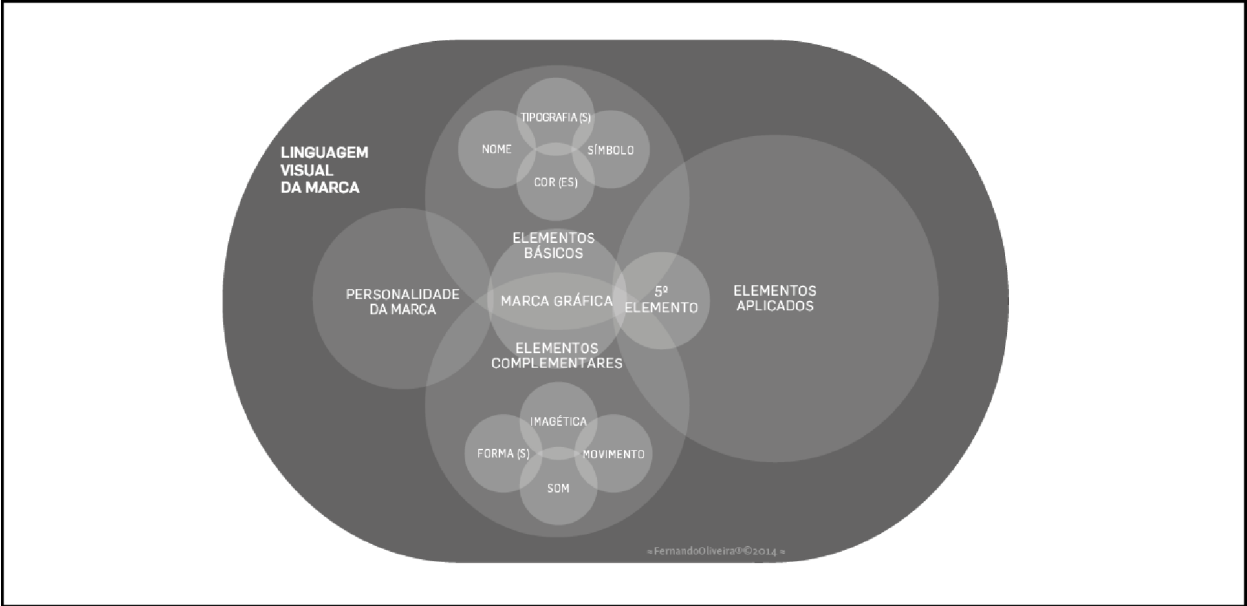 LINGUAGEM
VISUAL
DA MARCA
TIPOGRAFIA (S)
NOME
SÍMBOLO
COR (ES)
ELEMENTOS
BÁSICOS
PERSONALIDADE
DA MARCA
MARCA GRÁFICA
5º
ELEMENTO
ELEMENTOS
APLICADOS
ELEMENTOS
COMPLEMENTARES
IMAGÉTICA
FORMA (S)
MOVIMENTO
SOM
«FernandoOliveira®©2014 »